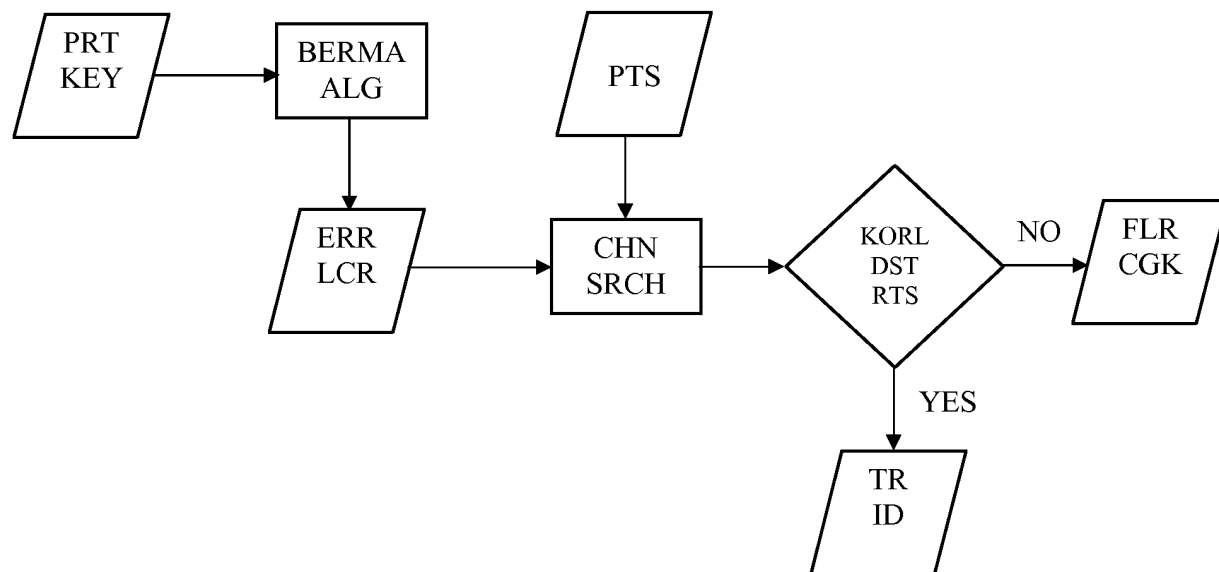 PRT
KEY
BERMA
ALG
PTS
ERR
LCR
CHN
SRCH
KORL
DST
RTS
NO
FLR
CGK
YES
TR
ID